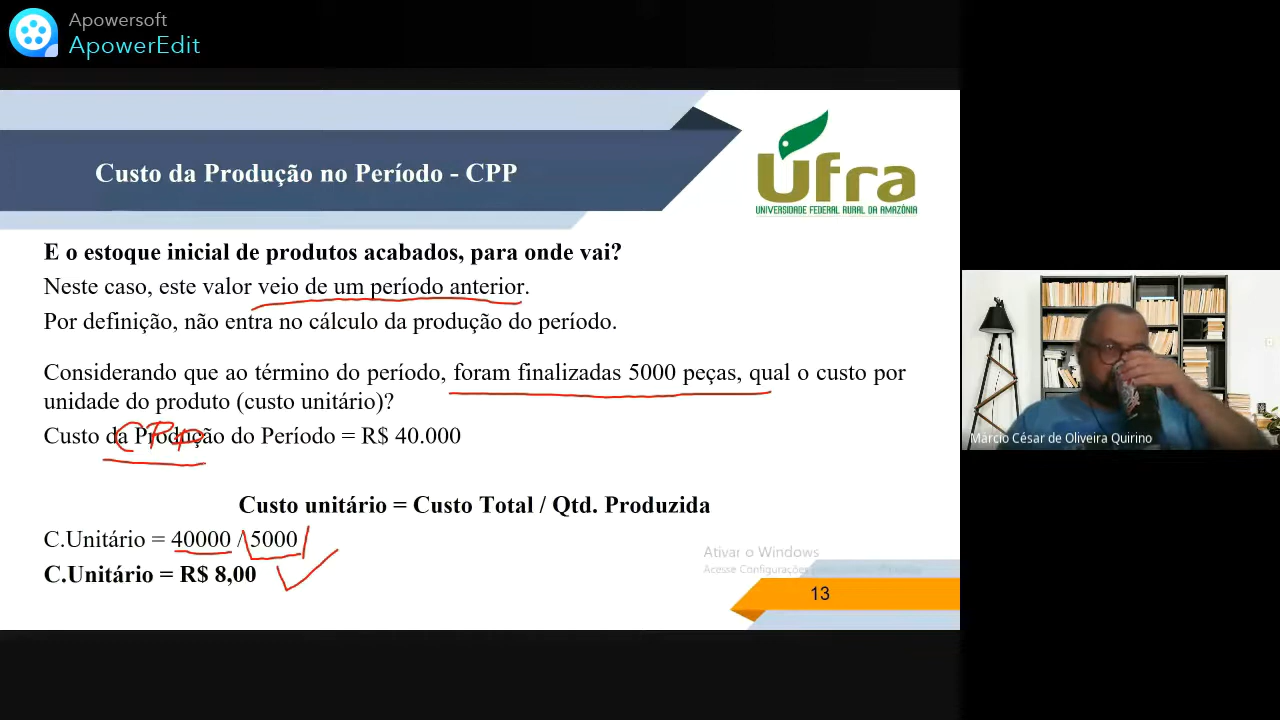 Apowersoft
ApowerEdit
Custo da Produção no Período - CPP
Ufra
UNIVERSIDADE FEDERAL RURAL DA AMAZÔNIA
E o estoque inicial de produtos acabados, para onde vai?
Neste caso, este valor veio de um período anterior.
Por definição, não entra no cálculo da produção do período.
Considerando que ao término do período, foram finalizadas 5000 peças, qual o custo por
unidade do produto (custo unitário)?
Custo da Produção do Período = R$ 40.000
CPP
Custo unitário = Custo Total / Qtd. Produzida
C.Unitário = 40000 / 5000
C.Unitário = R$ 8,00
Ativar o Windows
Acesse Configurações
13
Márcio César de Oliveira Quirino